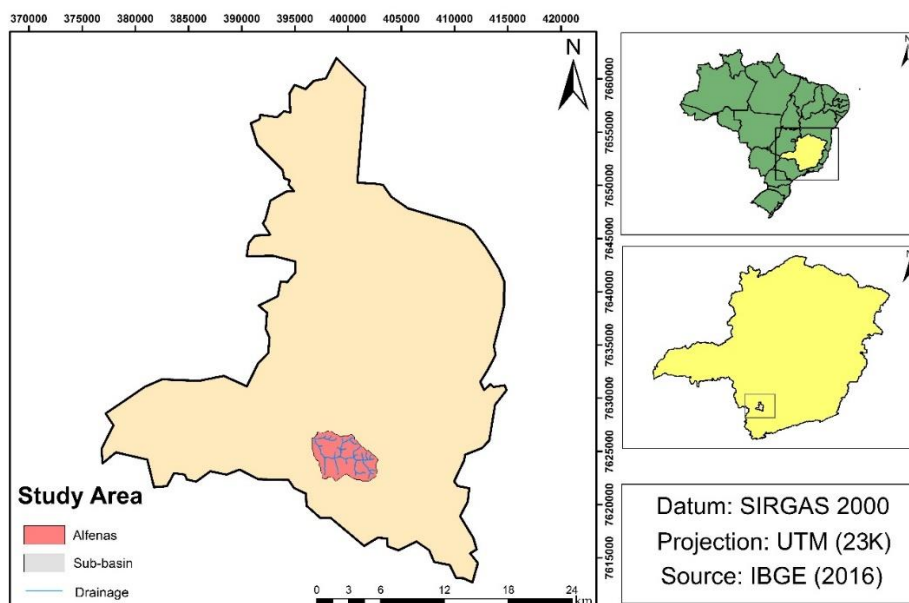 370000 375000 380000 385000 390000 395000 400000 405000 410000 415000 420000
N
7660000
7655000
7650000
7645000
7640000
7635000
7630000
7625000
7620000
7615000
Study Area
Alfenas
Sub-basin
Drainage
0 3 6 12 18 24
km
N
N
Datum: SIRGAS 2000
Projection: UTM (23K)
Source: IBGE (2016)